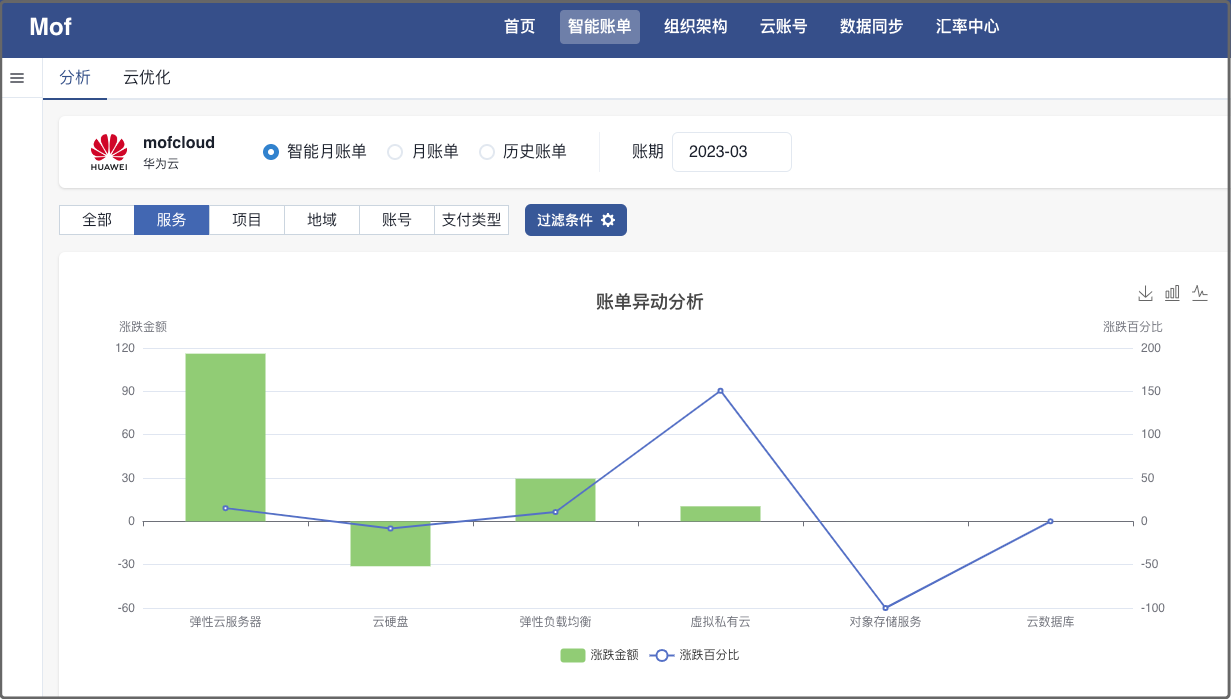 Mof 首页 智能账单 组织架构 云账号 数据同步 汇率中心
分析 云优化
HUAWEI
mofcloud
华为云
智能月账单 月账单 历史账单 账期 2023-03
全部 服务 项目 地域 账号 支付类型 过滤条件
账单异动分析
涨跌金额 涨跌百分比
120 200
90 150
60 100
30 50
0 0
-30 -50
-60 -100
弹性云服务器 云硬盘 弹性负载均衡 虚拟私有云 对象存储服务 云数据库
涨跌金额 涨跌百分比